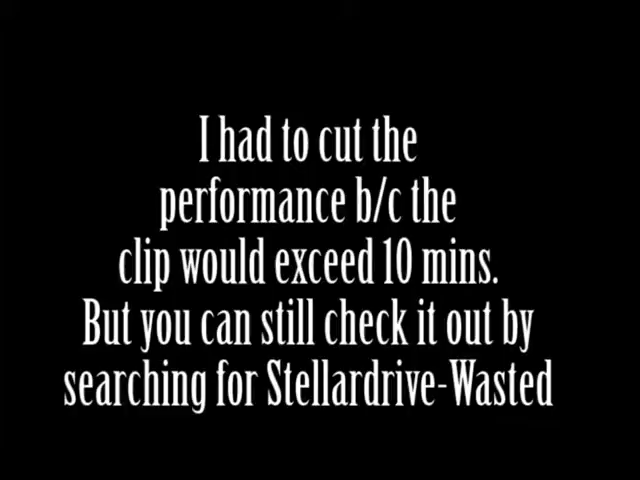 I had to cut the
performance b/c the
clip would exceed 10 mins.
But you can still check it out by
searching for Stellardrive-Wasted